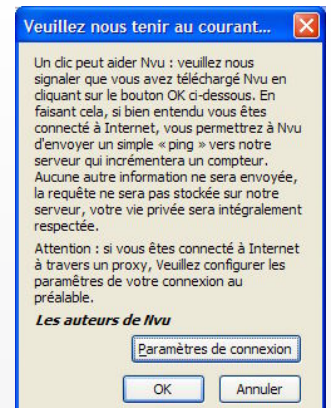 Veuillez nous tenir au courant...
Un clic peut aider Nvu : veuillez nous
signaler que vous avez téléchargé Nvu en
cliquant sur le bouton OK ci-dessous. En
faisant cela, si bien entendu vous êtes
connecté à Internet, vous permettrez à Nvu
d'envoyer un simple « ping » vers notre
serveur qui incrémentera un compteur.
Aucune autre information ne sera envoyée,
la requête ne sera pas stockée sur notre
serveur, votre vie privée sera intégralement
respectée.
Attention : si vous êtes connecté à Internet
à travers un proxy, Veuillez configurer les
paramètres de votre connexion au
préalable.
Les auteurs de Nvu
Paramètres de connexion
OK Annuler